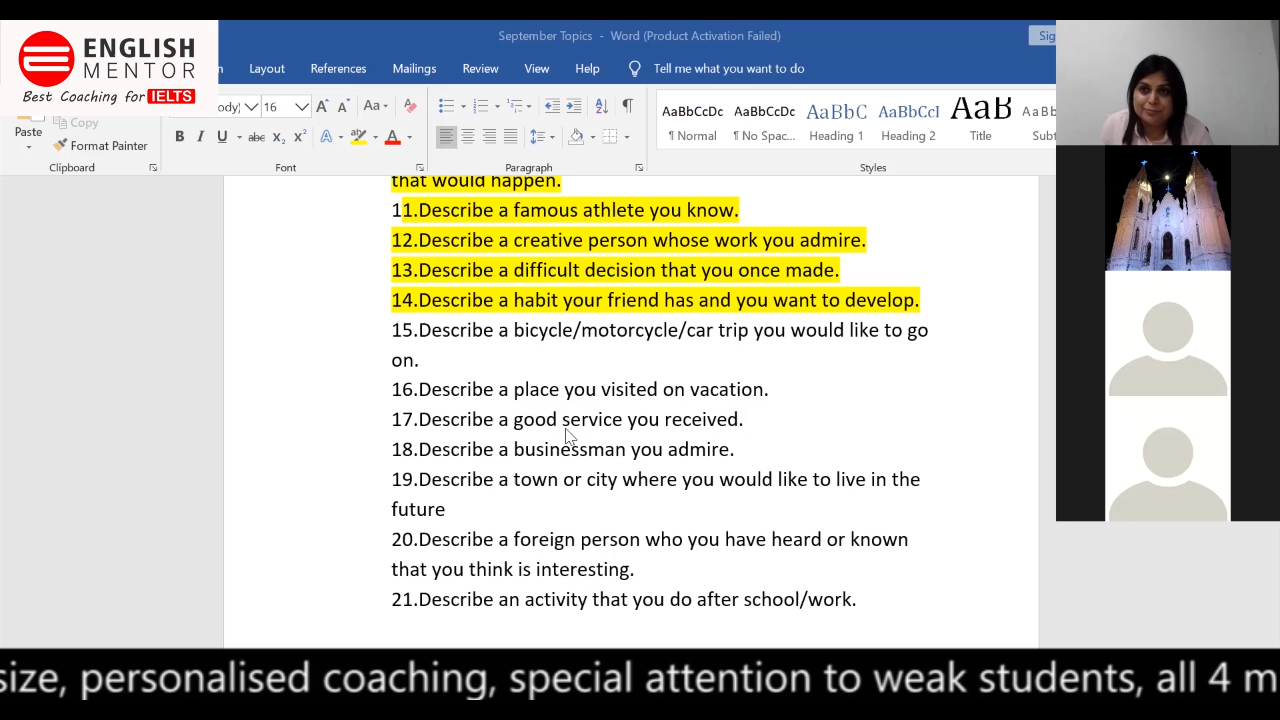 ENGLISH
MENTOR
Best Coaching for IELTS
September Topics - Word (Product Activation Failed)
Sig
Layout References Mailings Review View Help Tell me what you want to do
Paste
Copy
Format Painter
Clipboard
16
Aa
B I U abc X₂ X² A A
Font
Paragraph
AaBbCcDc AaBbCcDc AaBbC AaBbCcI AaB
¶ Normal ¶ No Spac... Heading 1 Heading 2 Title
Styles
that would happen.
11.Describe a famous athlete you know.
12.Describe a creative person whose work you admire.
13.Describe a difficult decision that you once made.
14.Describe a habit your friend has and you want to develop.
15.Describe a bicycle/motorcycle/car trip you would like to go
on.
16.Describe a place you visited on vacation.
17.Describe a good service you received.
18.Describe a businessman you admire.
19.Describe a town or city where you would like to live in the
future
20.Describe a foreign person who you have heard or known
that you think is interesting.
21.Describe an activity that you do after school/work.
size, personalised coaching, special attention to weak students, all 4 m